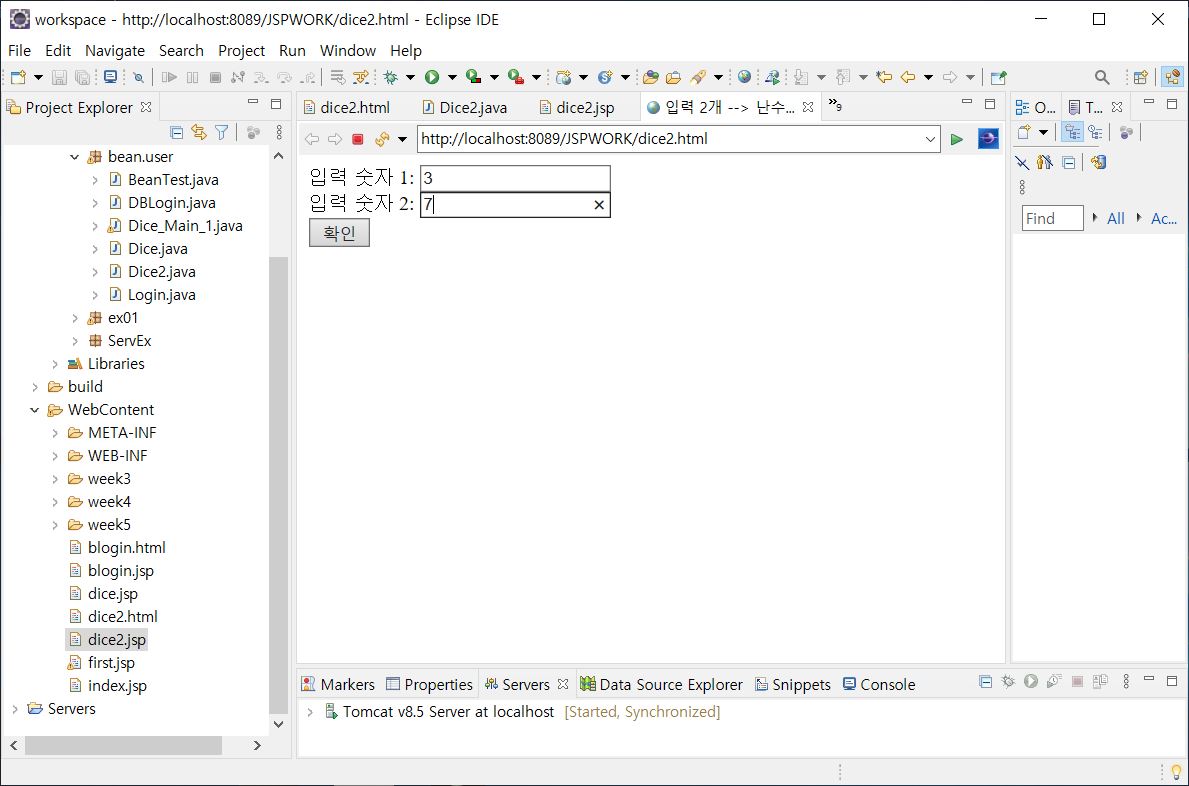 workspace - http://localhost:8089/JSPWORK/dice2.html - Eclipse IDE
File Edit Navigate Search Project Run Window Help
Project Explorer
bean.user
BeanTest.java
DBLogin.java
Dice_Main_1.java
Dice.java
Dice2.java
Login.java
ex01
ServEx
Libraries
build
WebContent
META-INF
WEB-INF
week3
week4
week5
blogin.html
blogin.jsp
dice.jsp
dice2.html
dice2.jsp
first.jsp
index.jsp
Servers
dice2.html Dice2.java dice2.jsp 입력 2개 --> 난수... »9
http://localhost:8089/JSPWORK/dice2.html
입력 숫자 1: 3
입력 숫자 2: 7
확인
O... T...
Find All Ac...
Markers Properties Servers Data Source Explorer Snippets Console
Tomcat v8.5 Server at localhost [Started, Synchronized]